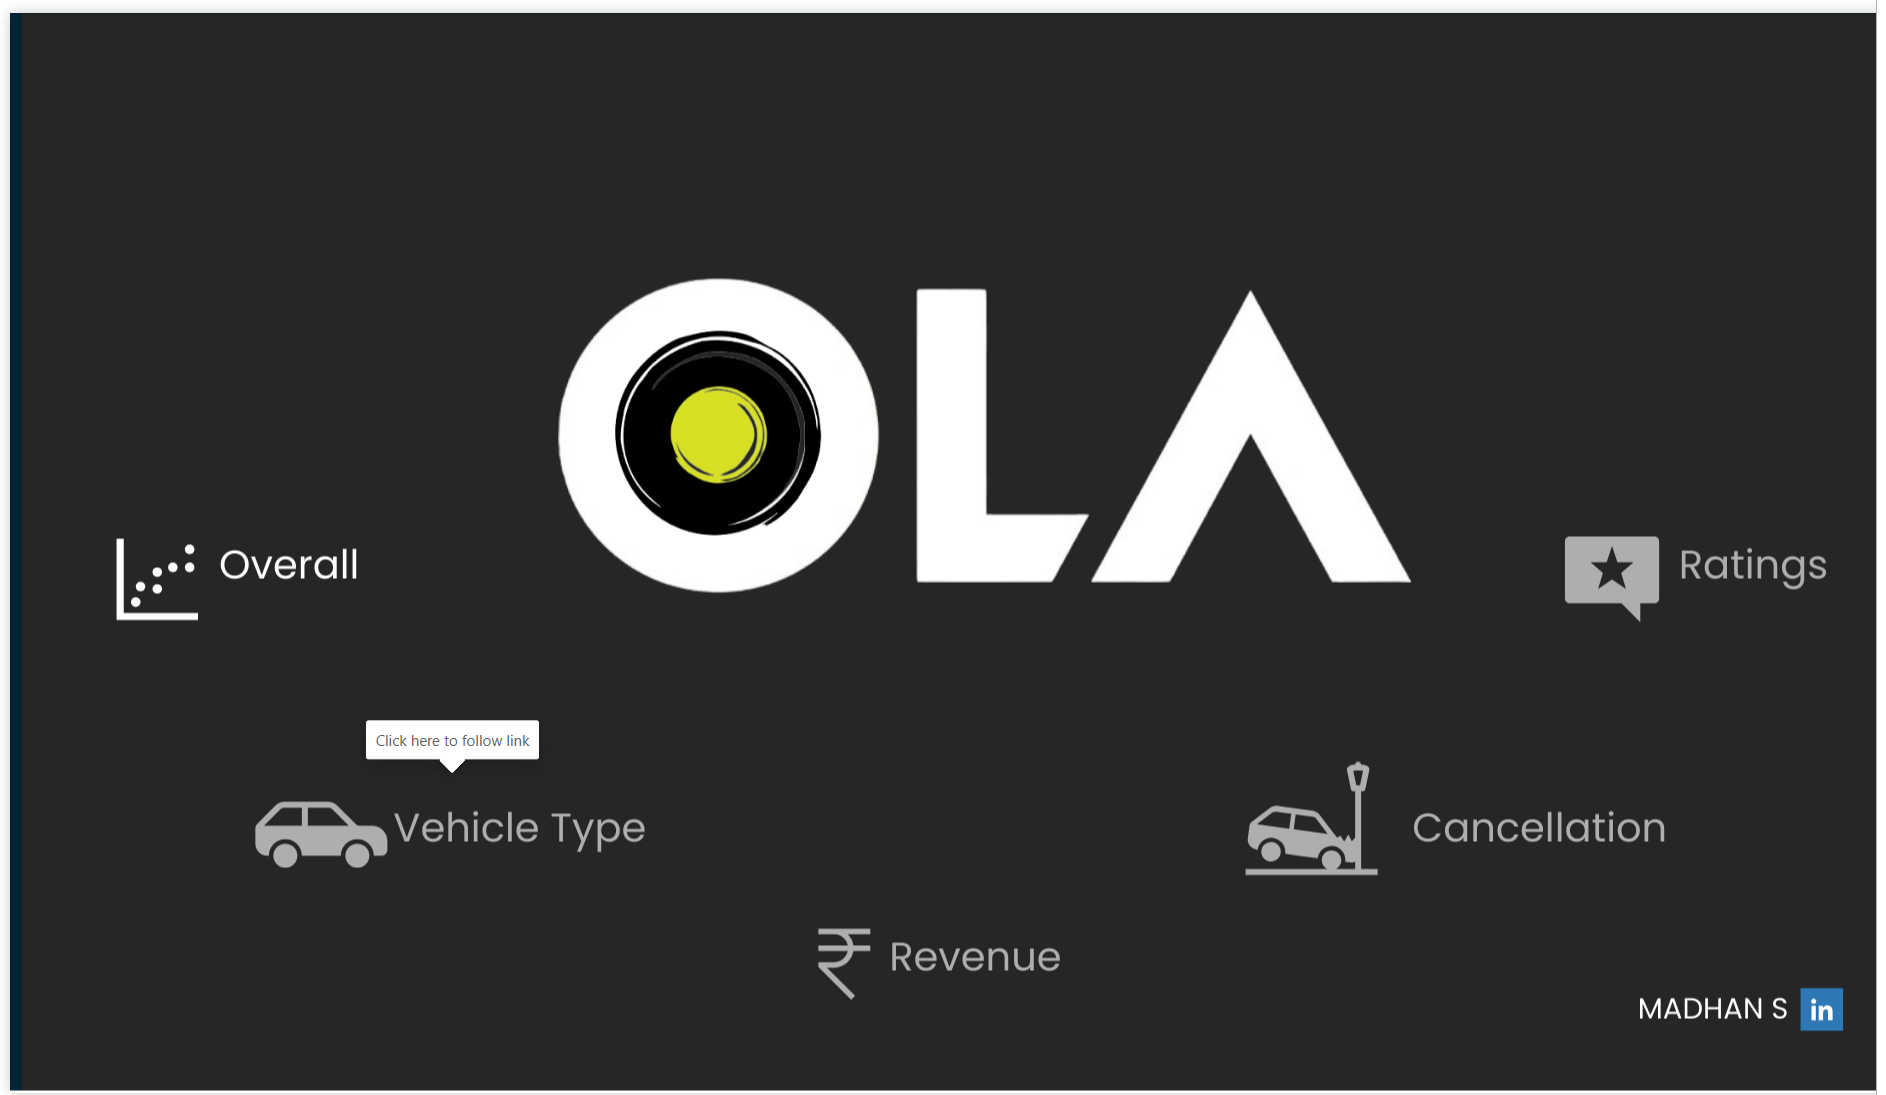 OLA
Overall
Ratings
Click here to follow link
Vehicle Type
Cancellation
₹ Revenue
MADHAN S in